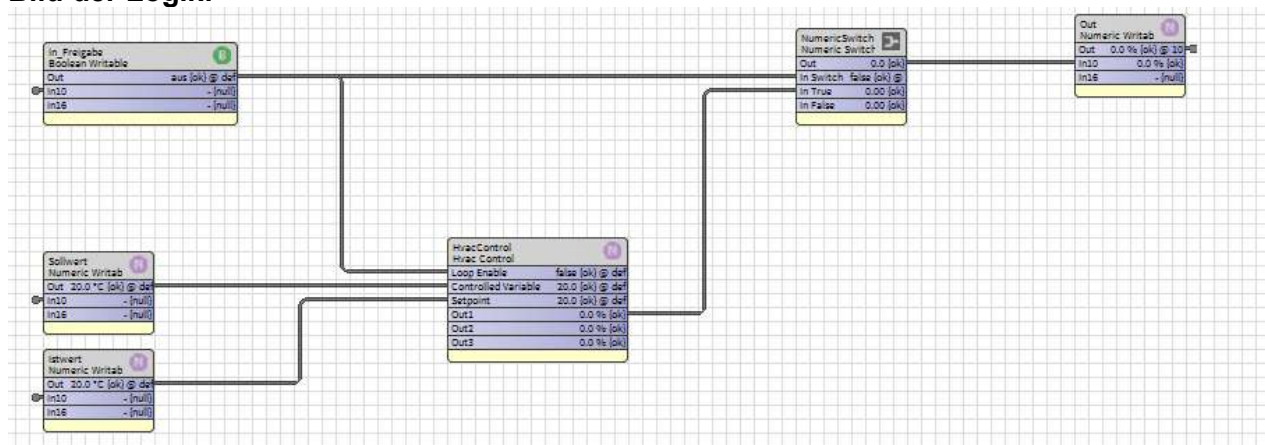 In_Freigabe
Boolean Writable
Out aus {ok} @ def
In10 - {null}
In16 - {null}
NumericSwitch
Numeric Switch
Out 0.0 {ok}
In Switch false {ok} @
In True 0.00 {ok}
In False 0.00 {ok}
Out
Numeric Writab
Out 0.0 % {ok} @ 10
In10 0.0 % {ok}
In16 - {null}
Sollwert
Numeric Writab
Out 20.0 °C {ok} @ def
In10 - {null}
In16 - {null}
HvacControl
Hvac Control
Loop Enable false {ok} @ def
Controlled Variable 20.0 {ok} @ def
Setpoint 20.0 {ok} @ def
Out1 0.0 % {ok}
Out2 0.0 % {ok}
Out3 0.0 % {ok}
Istwert
Numeric Writab
Out 20.0 °C {ok} @ def
In10 - {null}
In16 - {null}